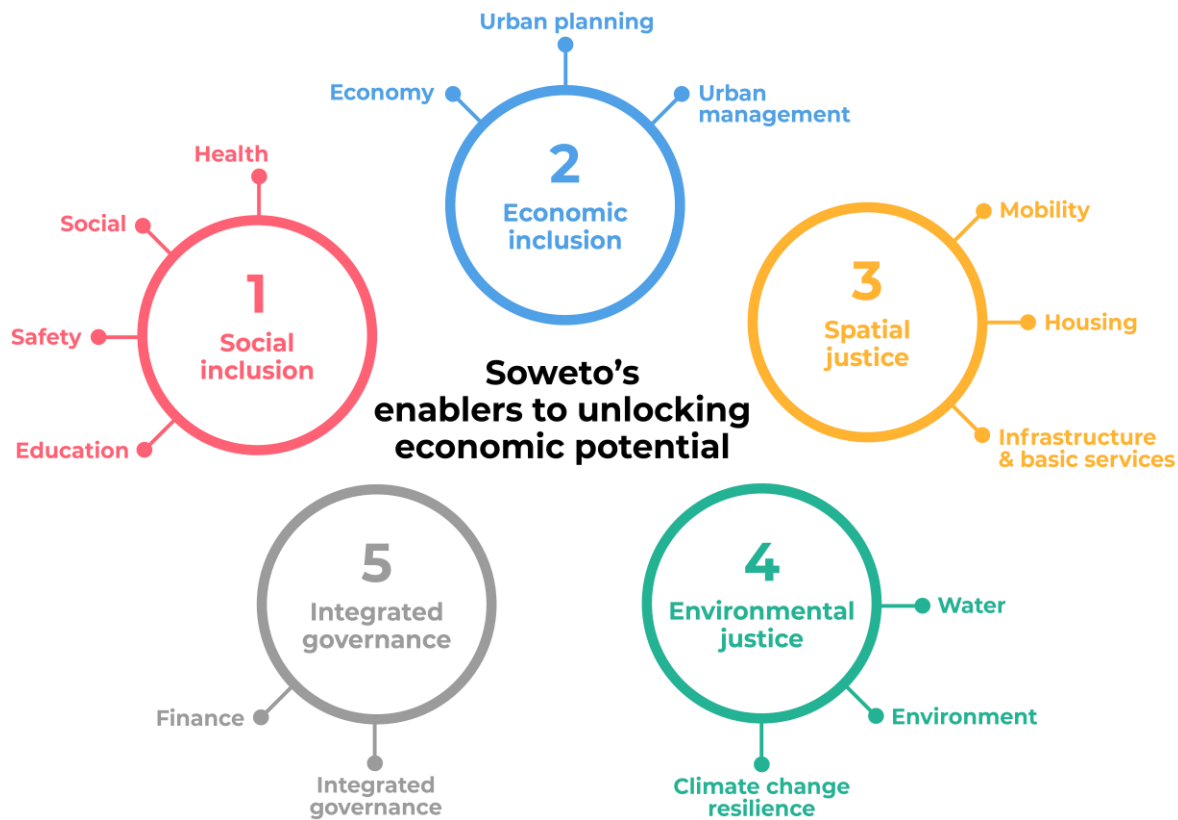 Soweto’s
enablers to unlocking
economic potential
1
Social
inclusion
Health
Social
Safety
Education
2
Economic
inclusion
Economy
Urban planning
Urban
management
3
Spatial
justice
Mobility
Housing
Infrastructure
& basic services
4
Environmental
justice
Water
Environment
Climate change
resilience
5
Integrated
governance
Finance
Integrated
governance